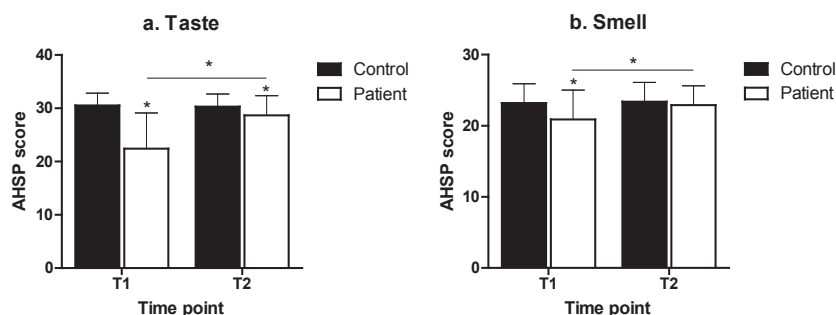 a. Taste
40
30
20
10
0
AHSP score
*
*
*
T1
T2
Time point
Control
Patient
b. Smell
30
20
10
0
AHSP score
*
*
T1
T2
Time point
Control
Patient